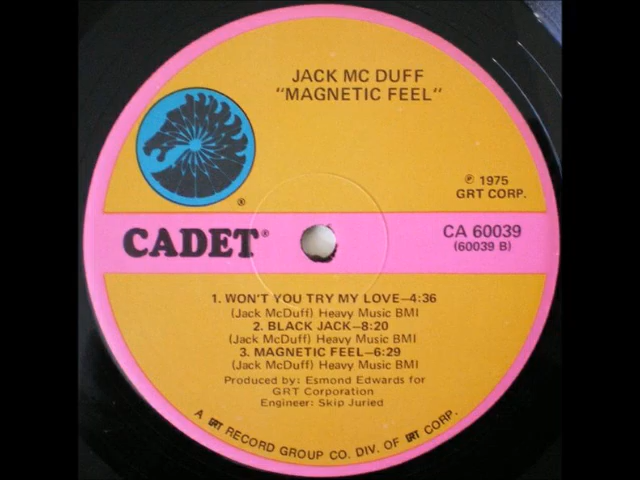 JACK MC DUFF
"MAGNETIC FEEL"
®
℗ 1975
GRT CORP.
CADET®
CA 60039
(60039 B)
1. WON'T YOU TRY MY LOVE—4:36
(Jack McDuff) Heavy Music BMI
2. BLACK JACK—8:20
(Jack McDuff) Heavy Music BMI
3. MAGNETIC FEEL—6:29
(Jack McDuff) Heavy Music BMI
Produced by: Esmond Edwards for
GRT Corporation
Engineer: Skip Juried
A GRT RECORD GROUP CO. DIV. OF GRT CORP.